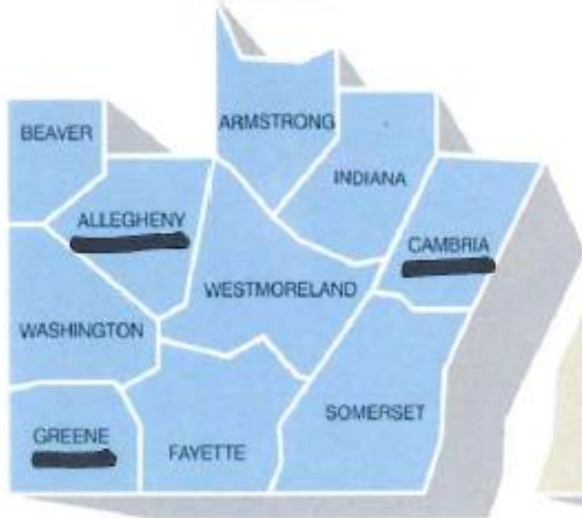 ARMSTRONG
BEAVER
INDIANA
ALLEGHENY
CAMBRIA
WESTMORELAND
WASHINGTON
SOMERSET
GREENE
FAYETTE